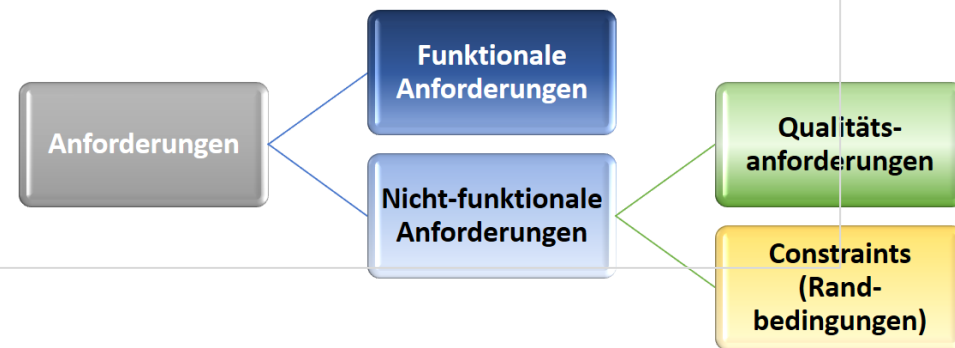 Anforderungen
Funktionale
Anforderungen
Nicht-funktionale
Anforderungen
Qualitäts-
anforderungen
Constraints
(Rand-
bedingungen)